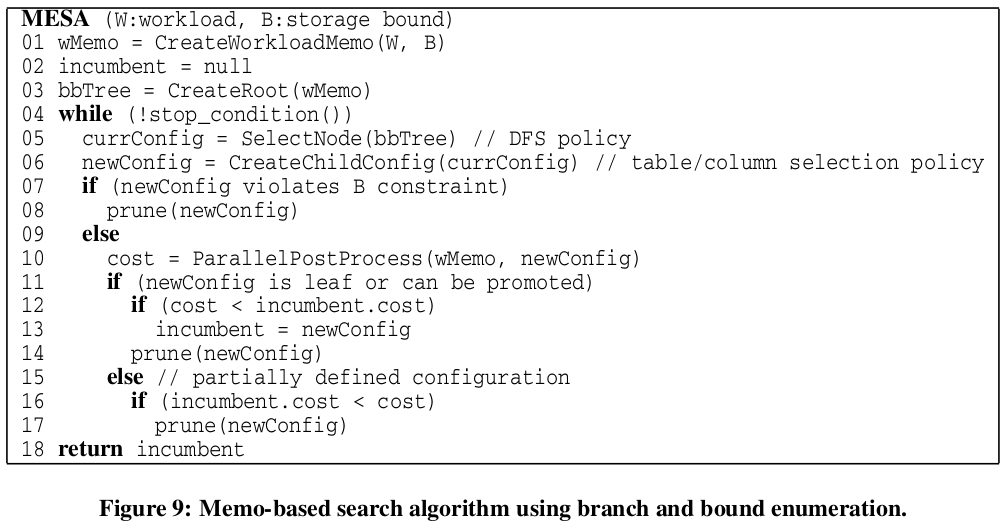 MESA (W:workload, B:storage bound)
01 wMemo = CreateWorkloadMemo(W, B)
02 incumbent = null
03 bbTree = CreateRoot(wMemo)
04 while (!stop_condition())
05   currConfig = SelectNode(bbTree) // DFS policy
06   newConfig = CreateChildConfig(currConfig) // table/column selection policy
07   if (newConfig violates B constraint)
08     prune(newConfig)
09   else
10     cost = ParallelPostProcess(wMemo, newConfig)
11     if (newConfig is leaf or can be promoted)
12       if (cost < incumbent.cost)
13         incumbent = newConfig
14       prune(newConfig)
15     else // partially defined configuration
16       if (incumbent.cost < cost)
17         prune(newConfig)
18 return incumbent
Figure 9: Memo-based search algorithm using branch and bound enumeration.